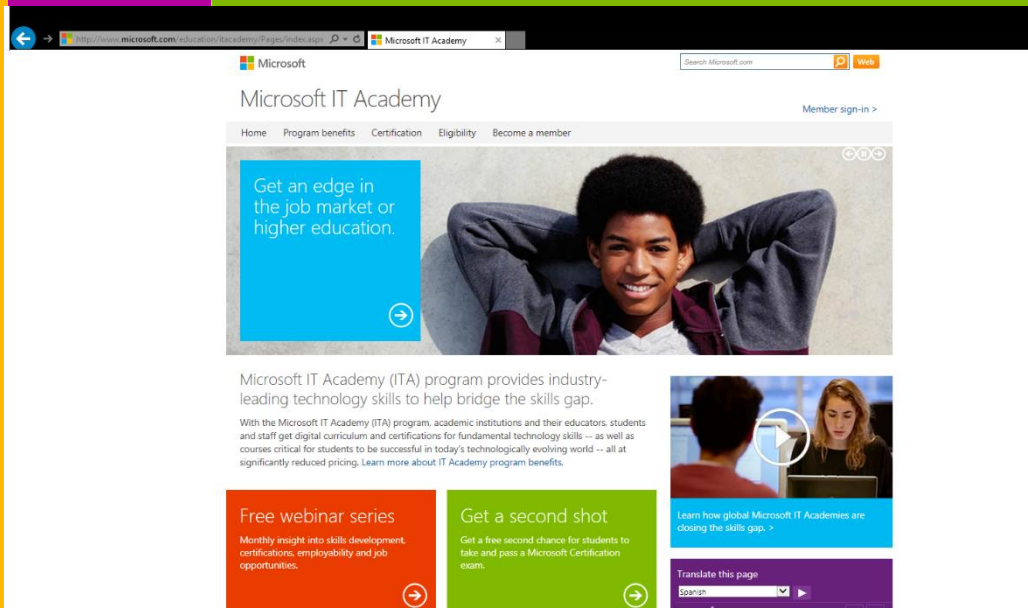 http://www.microsoft.com/education/itacademy/Pages/index.aspx
Microsoft IT Academy
Microsoft
Search Microsoft.com
Web
Microsoft IT Academy
Member sign-in >
Home Program benefits Certification Eligibility Become a member
Get an edge in
the job market or
higher education.
Microsoft IT Academy (ITA) program provides industry-
leading technology skills to help bridge the skills gap.
With the Microsoft IT Academy (ITA) program, academic institutions and their educators, students
and staff get digital curriculum and certifications for fundamental technology skills -- as well as
courses critical for students to be successful in today's technologically evolving world -- all at
significantly reduced pricing. Learn more about IT Academy program benefits.
Learn how global Microsoft IT Academies are
closing the skills gap. >
Free webinar series
Monthly insight into skills development,
certifications, employability and job
opportunities.
Get a second shot
Get a free second chance for students to
take and pass a Microsoft Certification
exam.
Translate this page
Spanish